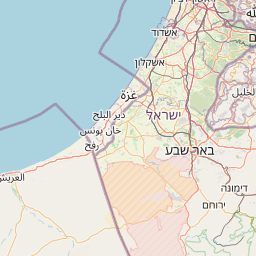 אשדוד
אשקלון
غزة
ישראל
دير البلح
خان يونس
رفح
באר שבע
דימונה
ירוחם
العريش
الخليل